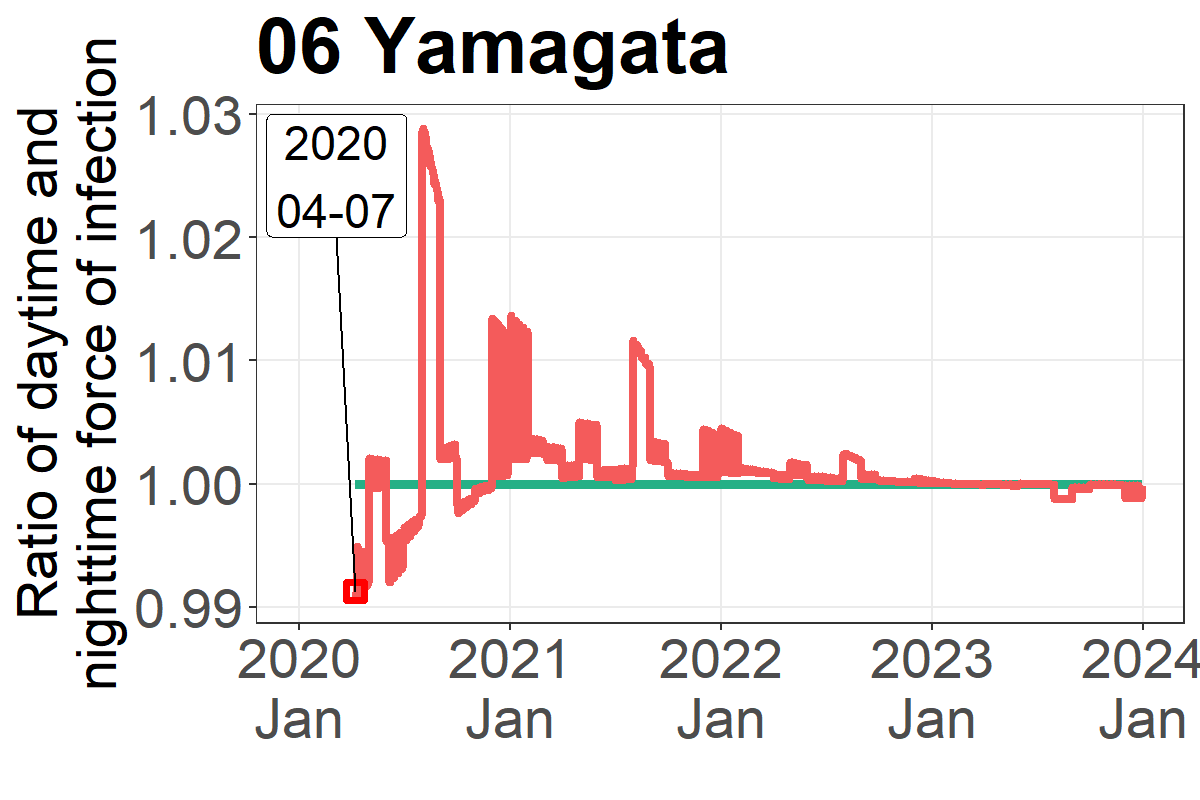 06 Yamagata
Ratio of daytime and
nighttime force of infection
1.03
1.02
1.01
1.00
0.99
2020
04-07
2020
Jan
2021
Jan
2022
Jan
2023
Jan
2024
Jan